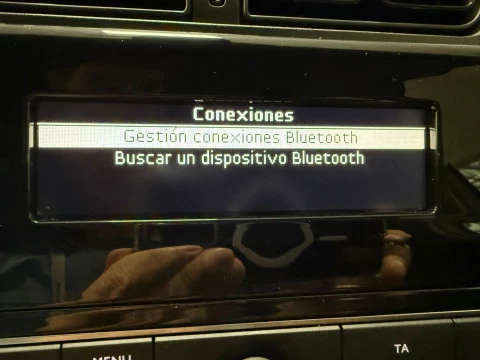 Conexiones
Gestión conexiones Bluetooth
Buscar un dispositivo Bluetooth
MENU
TA